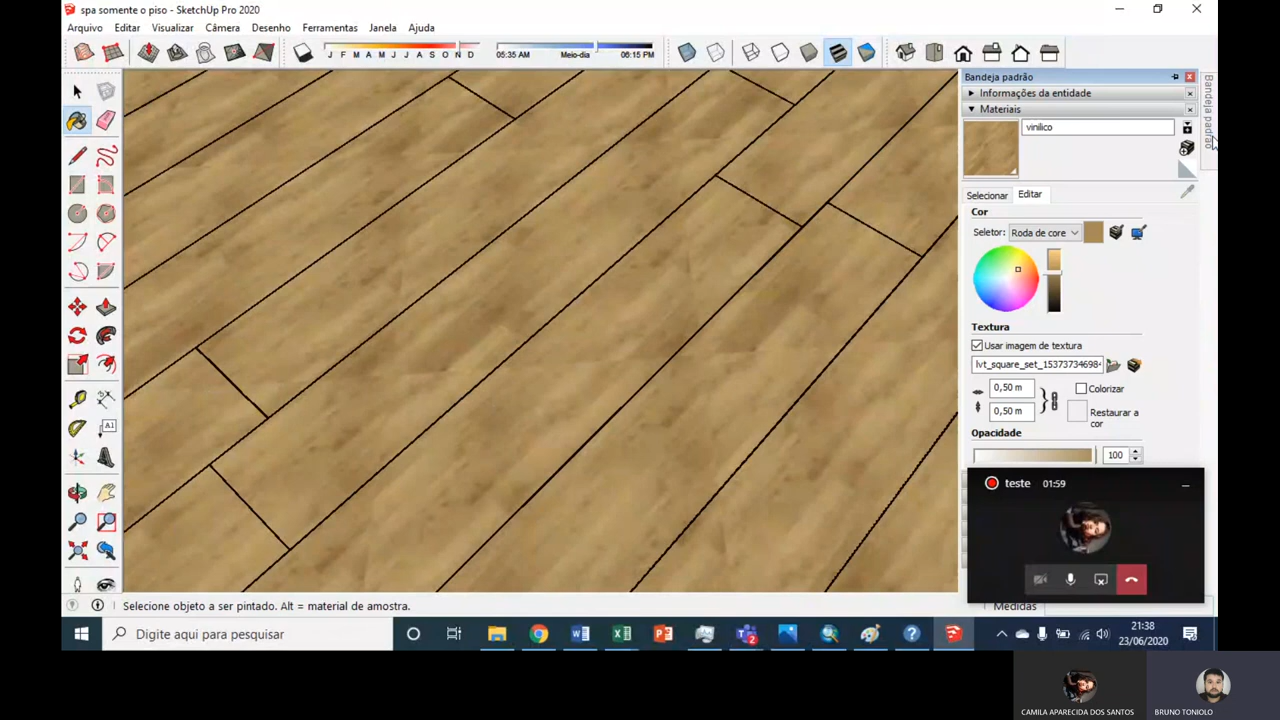 spa somente o piso - SketchUp Pro 2020
Arquivo Editar Visualizar Câmera Desenho Ferramentas Janela Ajuda
J F M A M J J A S O N D 05:35 AM Meio-dia 06:15 PM
Bandeja padrão
Bandeja padrão
Informações da entidade
Materiais
vinilico
Selecionar Editar
Cor
Seletor: Roda de core
Textura
Usar imagem de textura
lvt_square_set_15373734698
0,50 m Colorizar
0,50 m Restaurar a
cor
Opacidade
100
teste 01:59
A1
Selecione objeto a ser pintado. Alt = material de amostra.
Medidas
Digite aqui para pesquisar
21:38
23/06/2020
2
CAMILA APARECIDA DOS SANTOS BRUNO TONIOLO